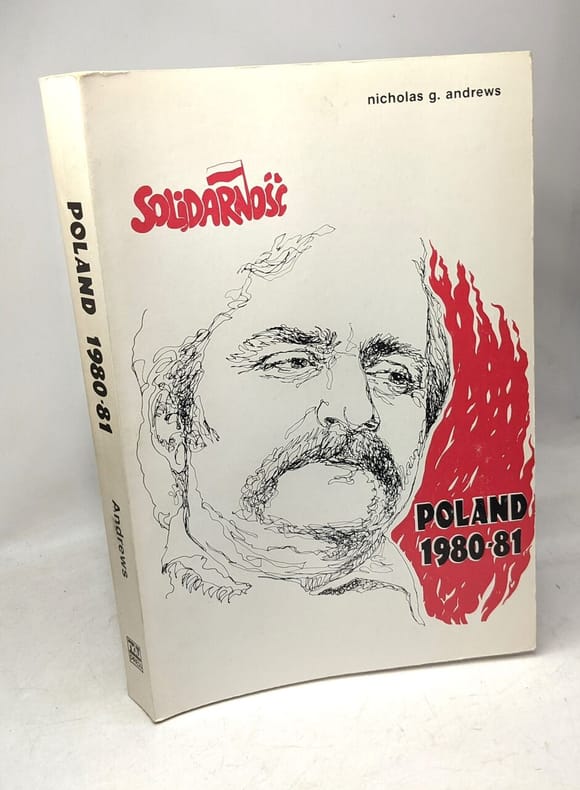 nicholas g. andrews
SOLIDARNOŚĆ
POLAND
1980-81
POLAND 1980-81
Andrews